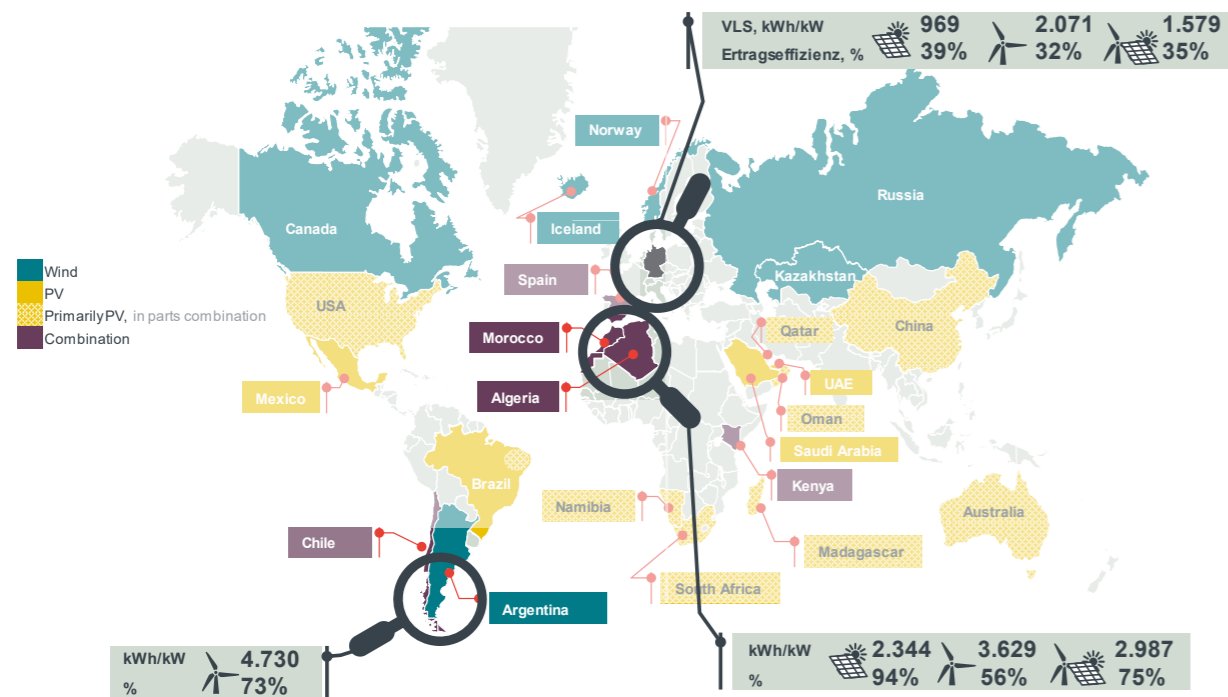 VLS, kWh/kW 969 2.071 1.579
Ertragseffizienz, % 39% 32% 35%
Norway
Russia
Canada
Iceland
Spain
Kazakhstan
Wind
PV
Primarily PV, in parts combination
Combination
USA
Qatar
China
Morocco
Mexico
Algeria
UAE
Oman
Saudi Arabia
Brazil
Kenya
Namibia
Australia
Chile
Madagascar
South Africa
Argentina
kWh/kW 4.730
% 73%
kWh/kW 2.344 3.629 2.987
% 94% 56% 75%